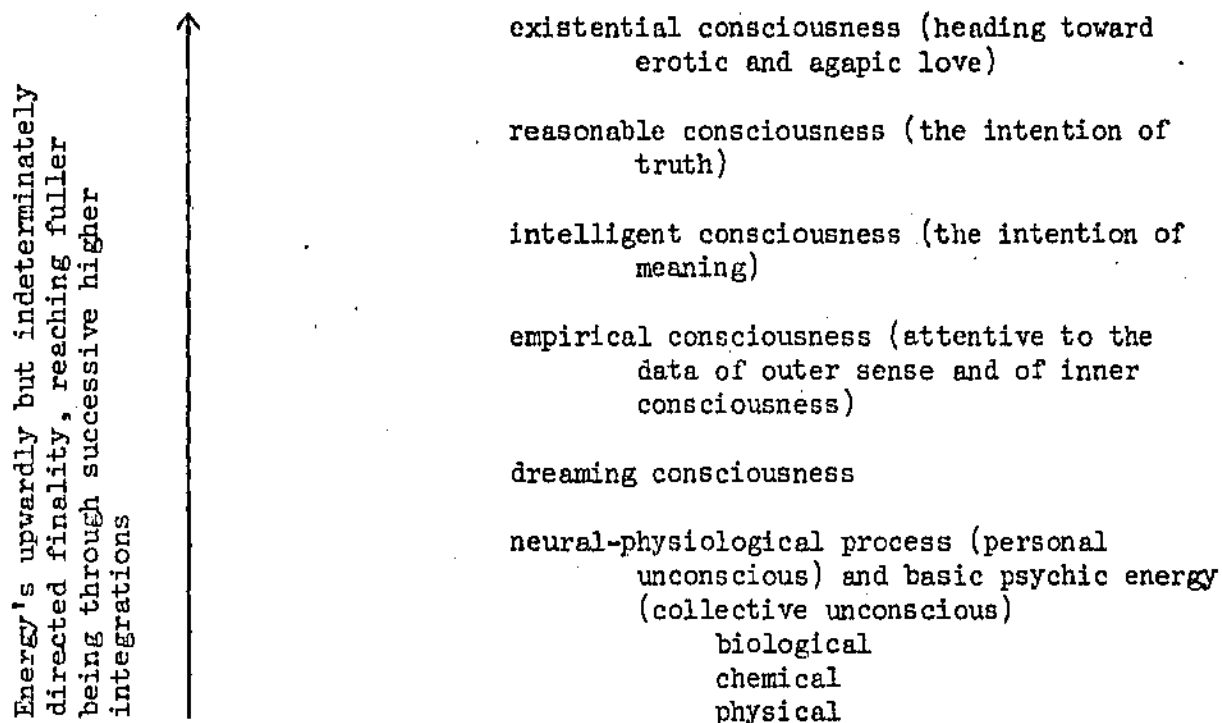 Energy's upwardly but indeterminately
directed finality, reaching fuller
being through successive higher
integrations
existential consciousness (heading toward
erotic and agapic love)
reasonable consciousness (the intention of
truth)
intelligent consciousness (the intention of
meaning)
empirical consciousness (attentive to the
data of outer sense and of inner
consciousness)
dreaming consciousness
neural-physiological process (personal
unconscious) and basic psychic energy
(collective unconscious)
biological
chemical
physical